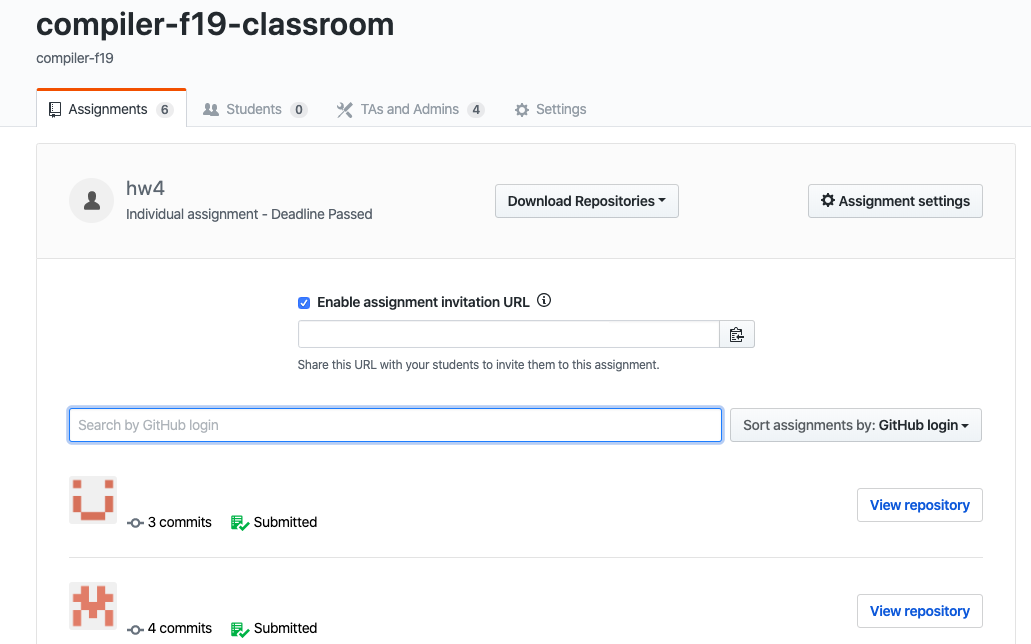 compiler-f19-classroom
compiler-f19
Assignments 6 Students 0 TAs and Admins 4 Settings
hw4
Individual assignment - Deadline Passed
Download Repositories
Assignment settings
Enable assignment invitation URL
Share this URL with your students to invite them to this assignment.
Search by GitHub login
Sort assignments by: GitHub login
3 commits Submitted
View repository
4 commits Submitted
View repository